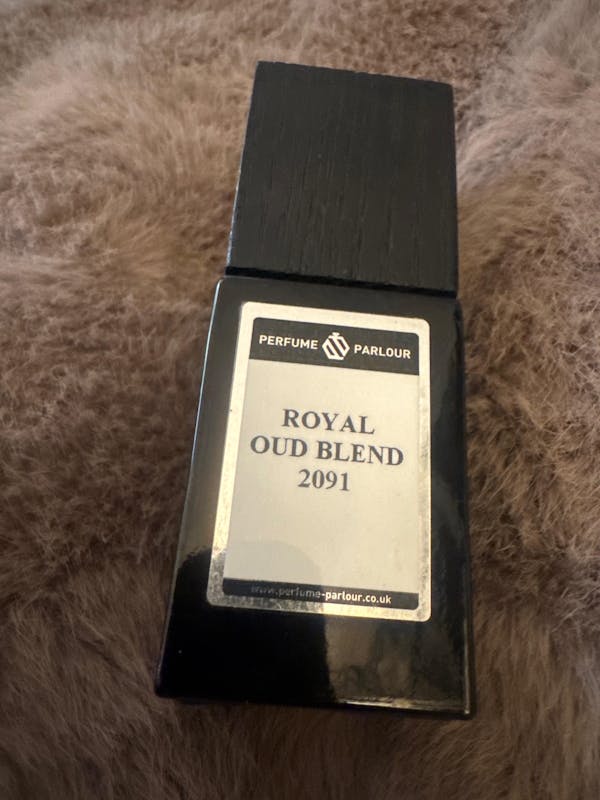 PERFUME PARLOUR
ROYAL
OUD BLEND
2091
www.perfume-parlour.co.uk